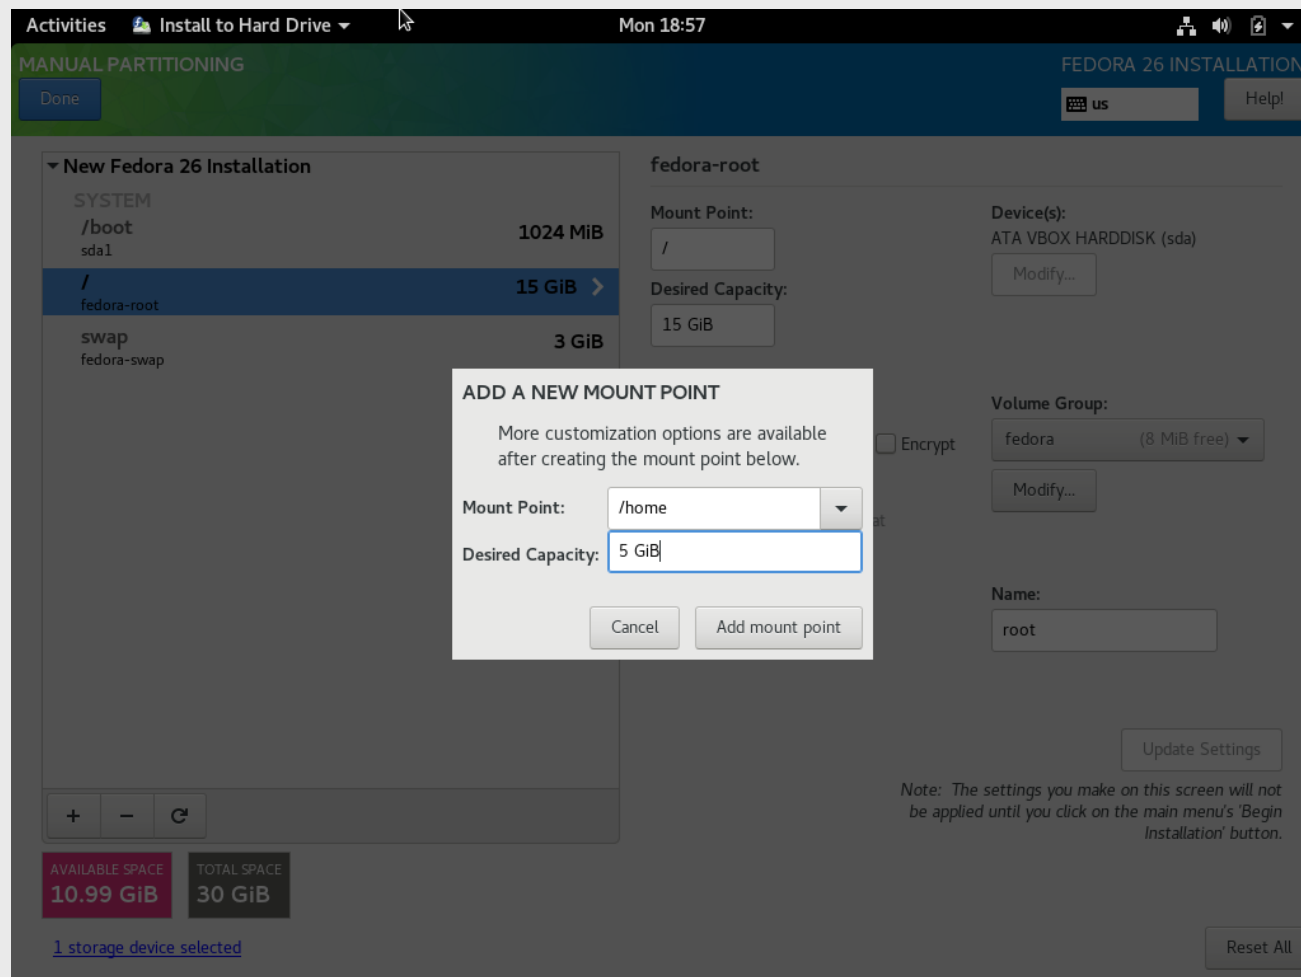 Activities Install to Hard Drive Mon 18:57
MANUAL PARTITIONING FEDORA 26 INSTALLATION
Done us Help!
New Fedora 26 Installation
SYSTEM
/boot 1024 MiB
sda1
/ 15 GiB
fedora-root
swap 3 GiB
fedora-swap
fedora-root
Mount Point:
/
Desired Capacity:
15 GiB
Device(s):
ATA VBOX HARDDISK (sda)
Modify...
Encrypt
Volume Group:
fedora (8 MiB free)
Modify...
at
Name:
root
ADD A NEW MOUNT POINT
More customization options are available
after creating the mount point below.
Mount Point: /home
Desired Capacity: 5 GiB
Cancel Add mount point
Update Settings
Note: The settings you make on this screen will not
be applied until you click on the main menu's 'Begin
Installation' button.
+ −
AVAILABLE SPACE
10.99 GiB
TOTAL SPACE
30 GiB
1 storage device selected
Reset All